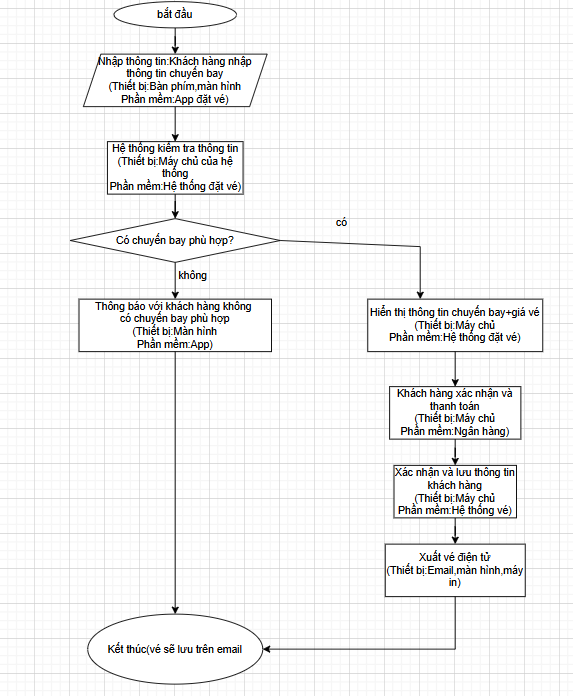 bắt đầu
Nhập thông tin:Khách hàng nhập
thông tin chuyến bay
(Thiết bị:Bàn phím,màn hình
Phần mềm:App đặt vé)
Hệ thống kiểm tra thông tin
(Thiết bị:Máy chủ của hệ
thống
Phần mềm:Hệ thống đặt vé)
Có chuyến bay phù hợp?
có
không
Thông báo với khách hàng không
có chuyến bay phù hợp
(Thiết bị:Màn hình
Phần mềm:App)
Hiển thị thông tin chuyến bay+giá vé
(Thiết bị:Máy chủ
Phần mềm:Hệ thống đặt vé)
Khách hàng xác nhận và
thanh toán
(Thiết bị:Máy chủ
Phần mềm:Ngân hàng)
Xác nhận và lưu thông tin
khách hàng
(Thiết bị:Máy chủ
Phần mềm:Hệ thống vé)
Xuất vé điện tử
(Thiết bị:Email,màn hình,máy
in)
Kết thúc(vé sẽ lưu trên email